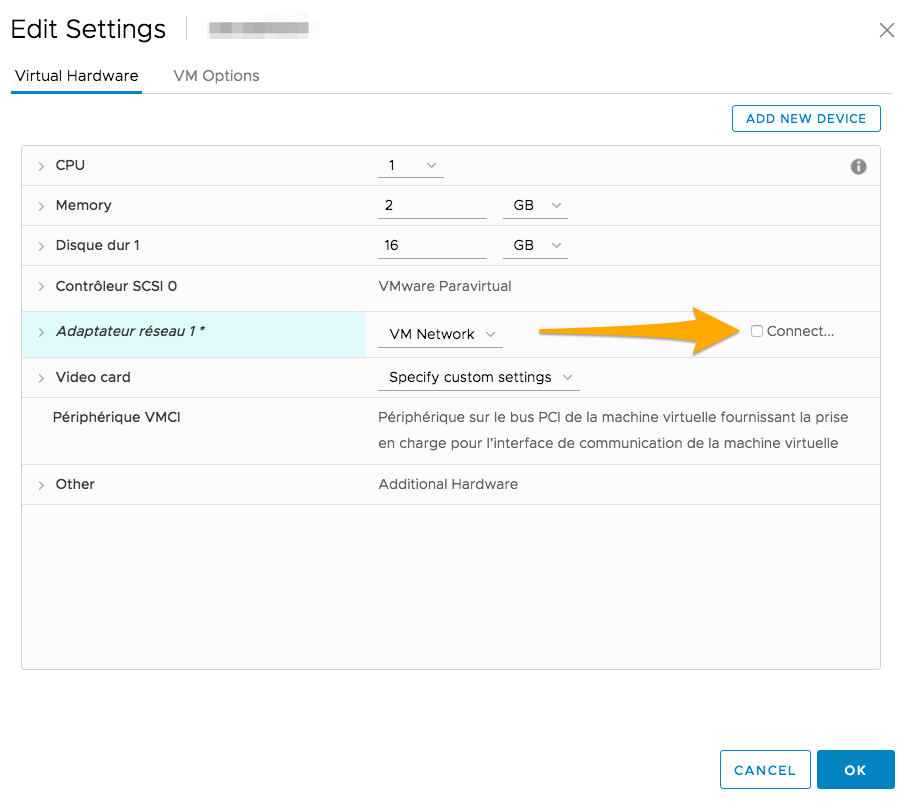 Edit Settings
Virtual Hardware VM Options
ADD NEW DEVICE
CPU 1
Memory 2 GB
Disque dur 1 16 GB
Contrôleur SCSI 0 VMware Paravirtual
Adaptateur réseau 1 * VM Network Connect...
Video card Specify custom settings
Périphérique VMCI Périphérique sur le bus PCI de la machine virtuelle fournissant la prise
en charge pour l'interface de communication de la machine virtuelle
Other Additional Hardware
CANCEL OK